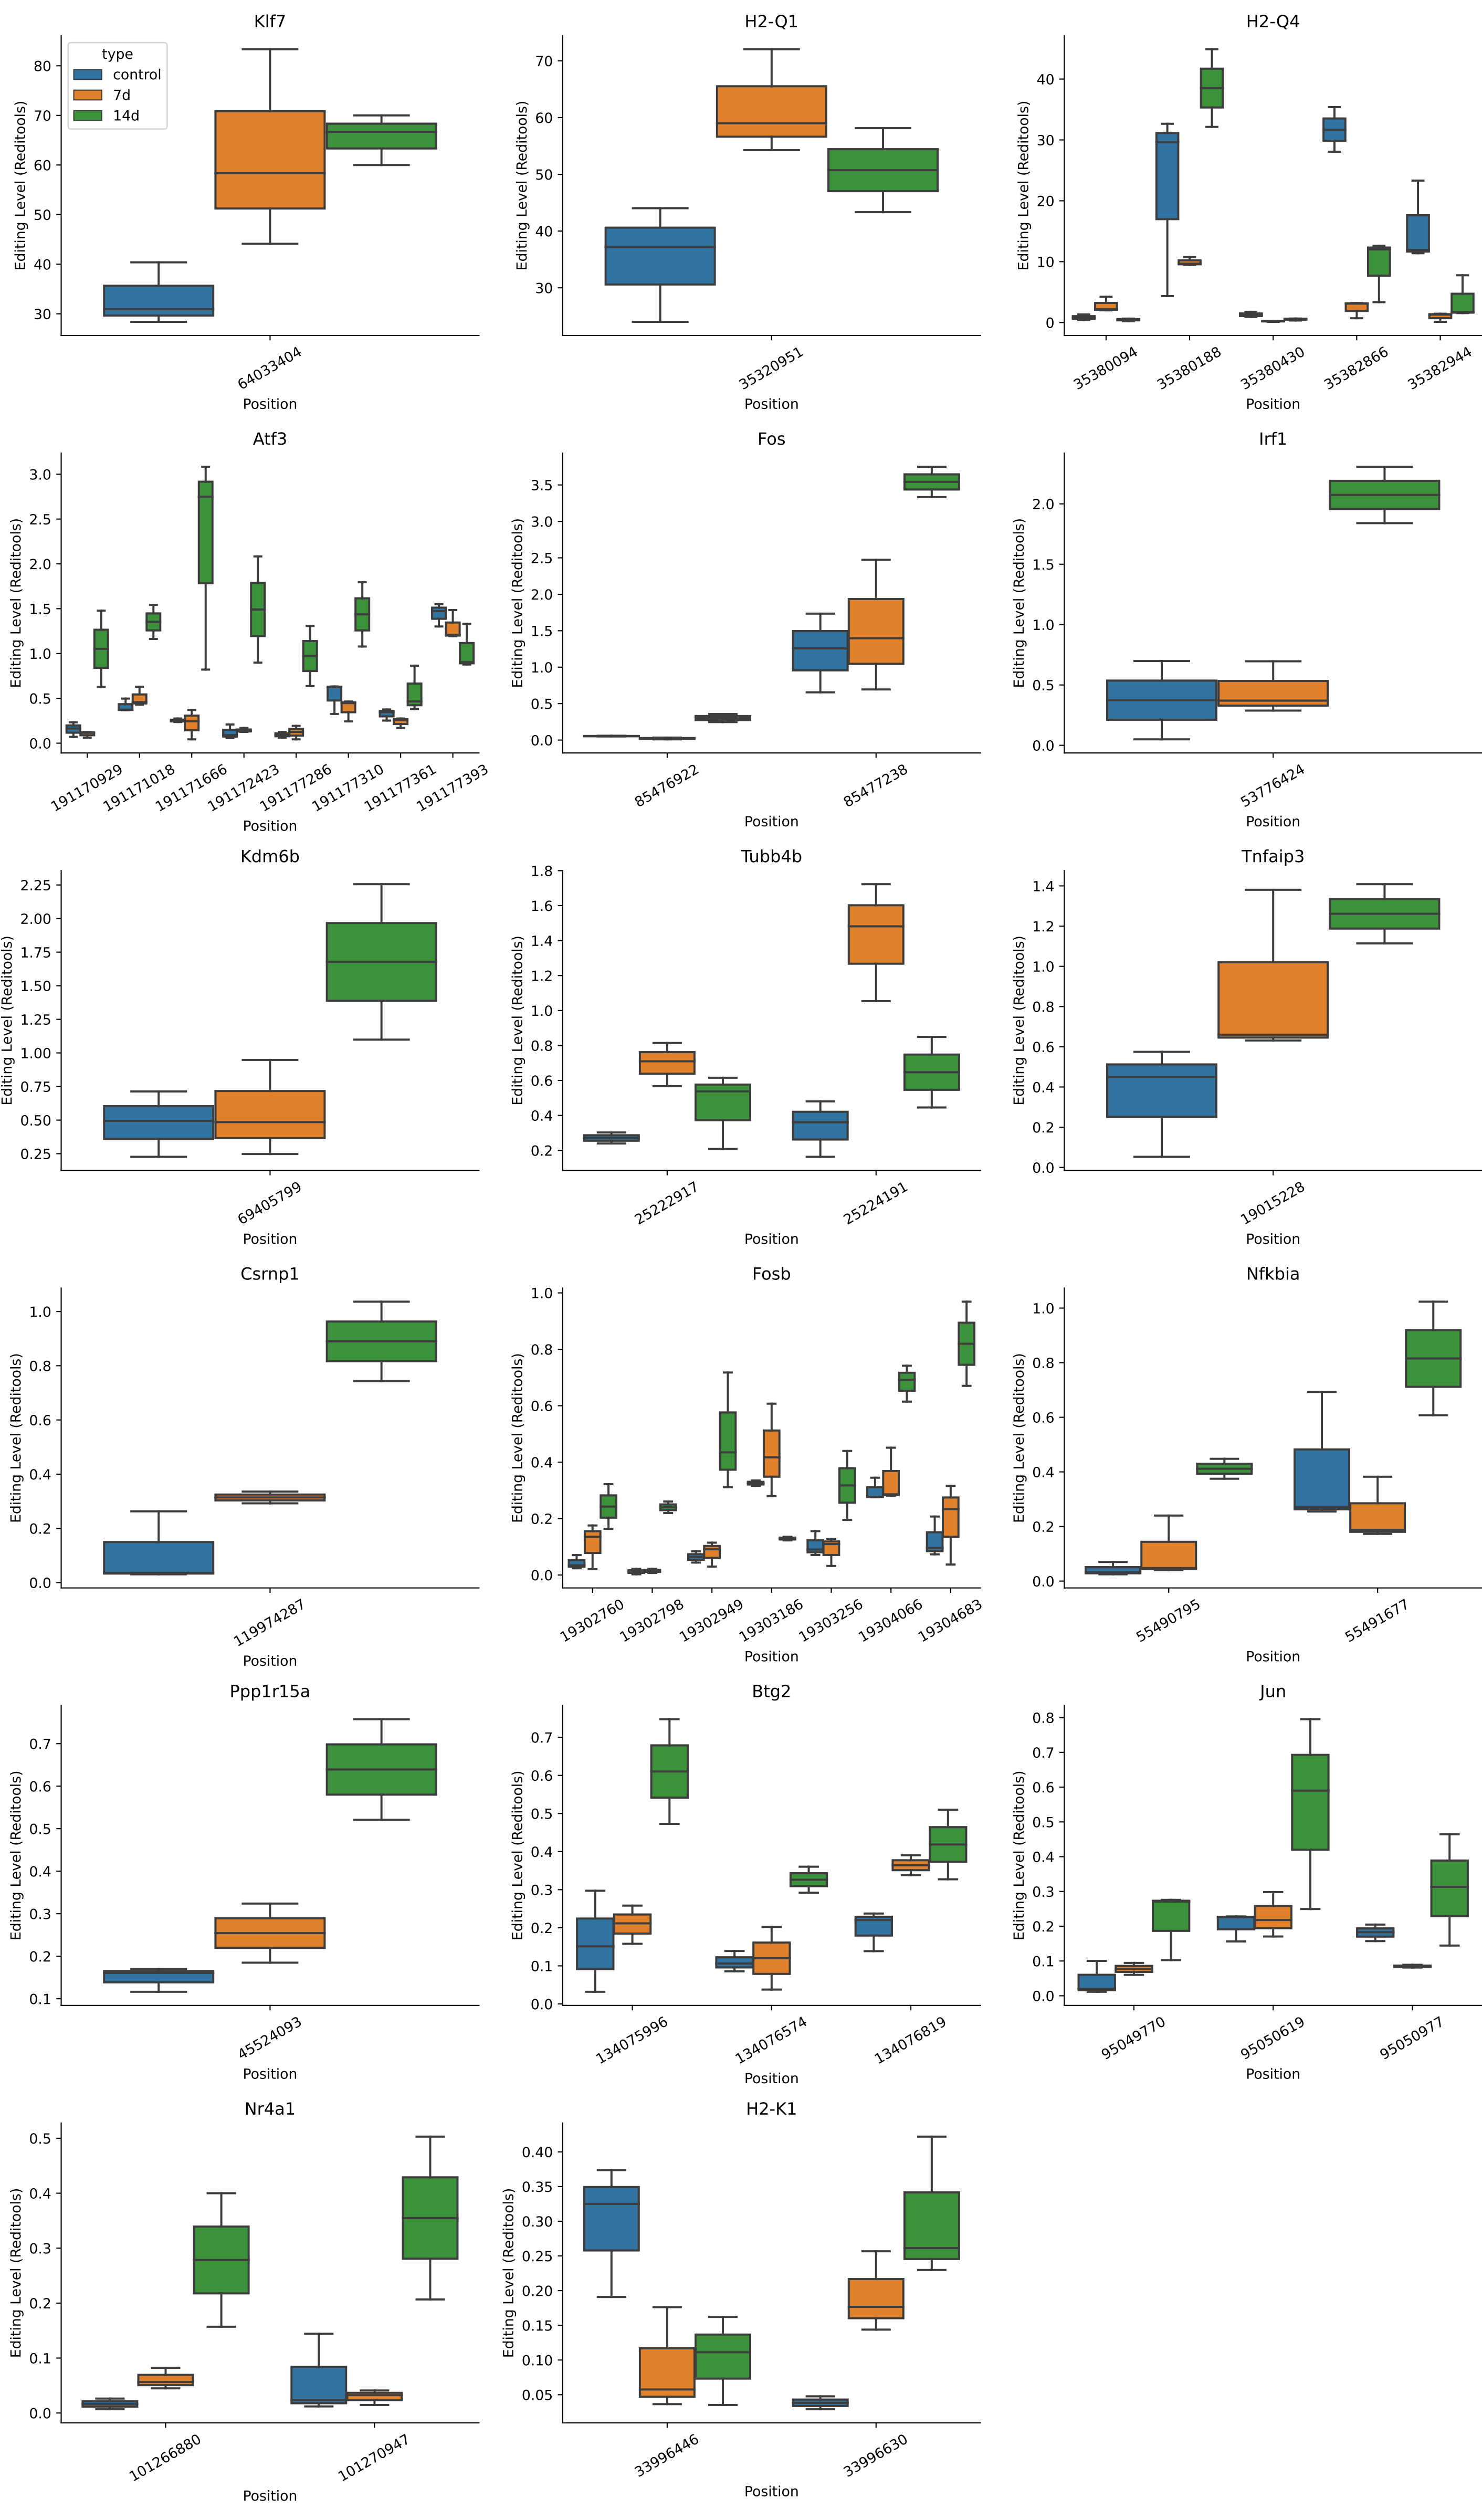 Klf7
type
control
7d
14d
Editing Level (Reditools)
80
70
60
50
40
30
64033404
Position
H2-Q1
Editing Level (Reditools)
70
60
50
40
30
35320951
Position
H2-Q4
Editing Level (Reditools)
40
30
20
10
0
35380094
35380188
35380430
35382866
35382944
Position
Atf3
Editing Level (Reditools)
3.0
2.5
2.0
1.5
1.0
0.5
0.0
191170929
191171018
191171666
191172423
191177286
191177310
191177361
191177393
Position
Fos
Editing Level (Reditools)
3.5
3.0
2.5
2.0
1.5
1.0
0.5
0.0
85476922
85477238
Position
Irf1
Editing Level (Reditools)
2.0
1.5
1.0
0.5
0.0
53776424
Position
Kdm6b
Editing Level (Reditools)
2.25
2.00
1.75
1.50
1.25
1.00
0.75
0.50
0.25
69405799
Position
Tubb4b
Editing Level (Reditools)
1.8
1.6
1.4
1.2
1.0
0.8
0.6
0.4
0.2
25222917
25224191
Position
Tnfaip3
Editing Level (Reditools)
1.4
1.2
1.0
0.8
0.6
0.4
0.2
0.0
19015228
Position
Csrnp1
Editing Level (Reditools)
1.0
0.8
0.6
0.4
0.2
0.0
119974287
Position
Fosb
Editing Level (Reditools)
1.0
0.8
0.6
0.4
0.2
0.0
19302760
19302798
19302949
19303186
19303256
19304066
19304683
Position
Nfkbia
Editing Level (Reditools)
1.0
0.8
0.6
0.4
0.2
0.0
55490795
55491677
Position
Ppp1r15a
Editing Level (Reditools)
0.7
0.6
0.5
0.4
0.3
0.2
0.1
45524093
Position
Btg2
Editing Level (Reditools)
0.7
0.6
0.5
0.4
0.3
0.2
0.1
0.0
134075996
134076574
134076819
Position
Jun
Editing Level (Reditools)
0.8
0.7
0.6
0.5
0.4
0.3
0.2
0.1
0.0
95049770
95050619
95050977
Position
Nr4a1
Editing Level (Reditools)
0.5
0.4
0.3
0.2
0.1
0.0
101266880
101270947
Position
H2-K1
Editing Level (Reditools)
0.40
0.35
0.30
0.25
0.20
0.15
0.10
0.05
33996446
33996630
Position